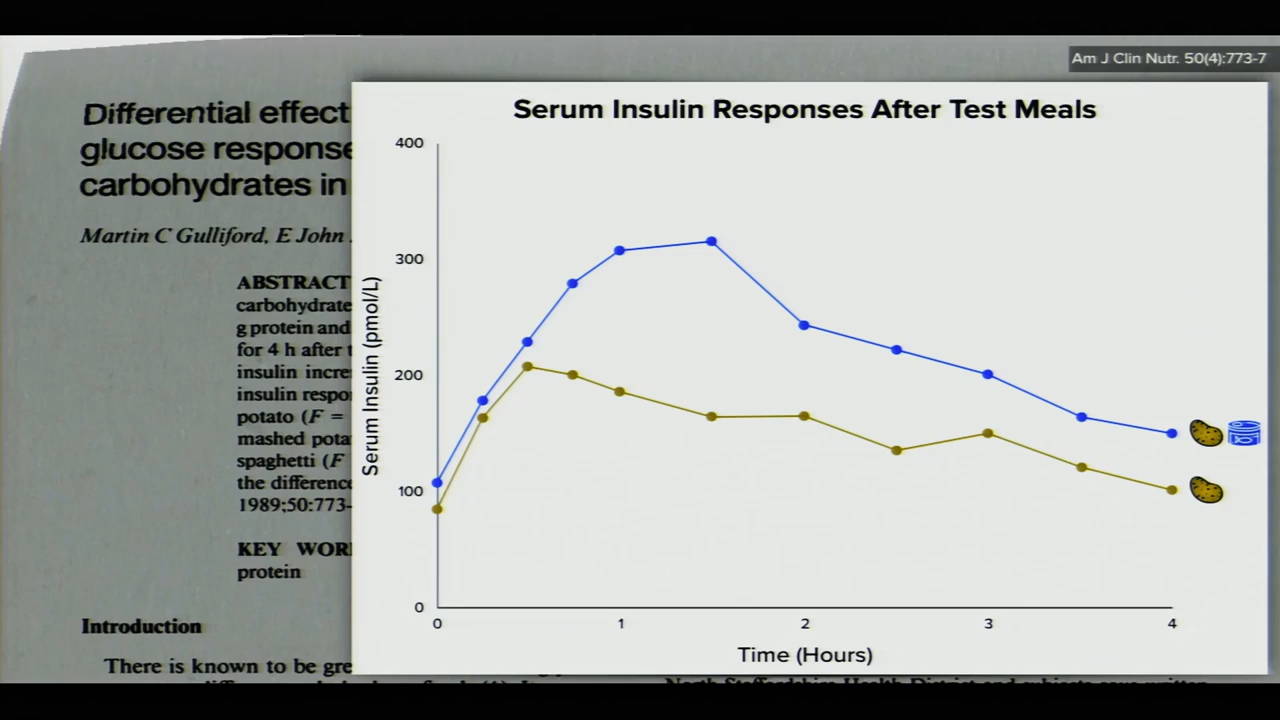 Am J Clin Nutr. 50(4):773-7
Differential effect
glucose response
carbohydrates in
Martin C Gulliford, E John
ABSTRACT
carbohydrate
g protein and
for 4 h after
insulin incre
insulin respo
potato (F =
mashed pota
spaghetti (F
the difference
1989;50:773-
KEY WOR
protein
Introduction
There is known to be gre
Serum Insulin Responses After Test Meals
Serum Insulin (pmol/L)
400
300
200
100
0
0 1 2 3 4
Time (Hours)